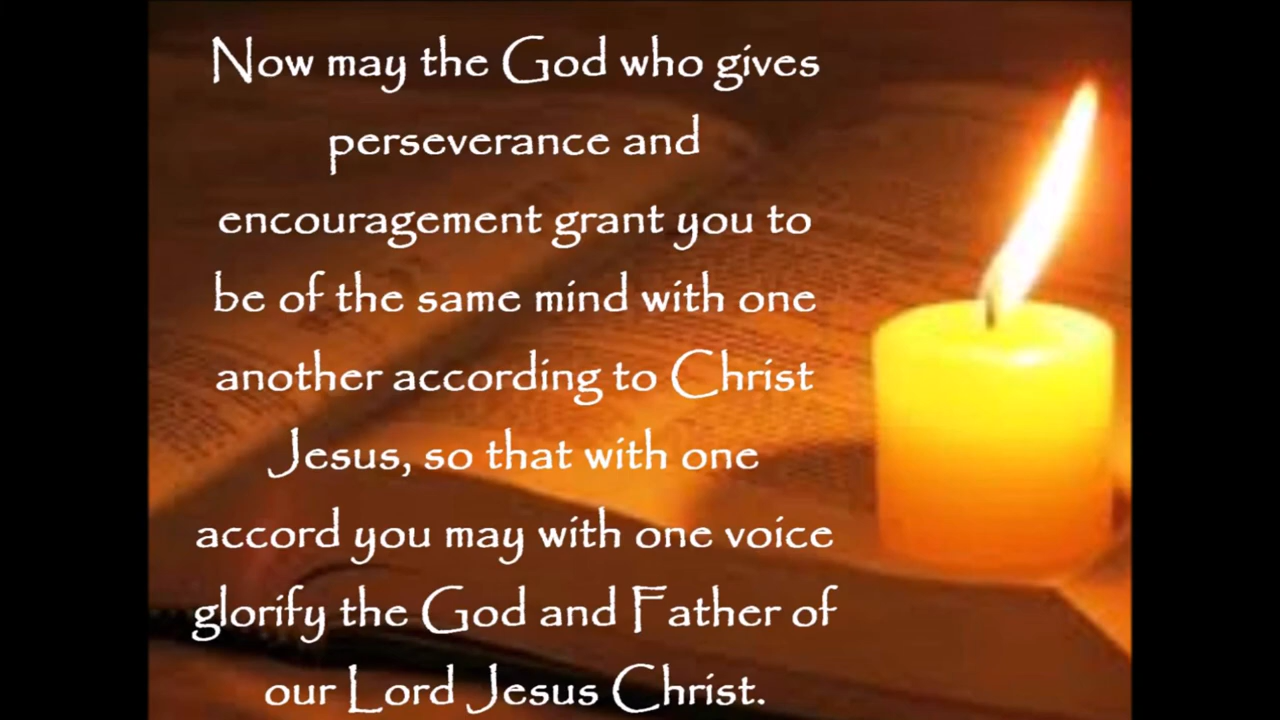 Now may the God who gives
perseverance and
encouragement grant you to
be of the same mind with one
another according to Christ
Jesus, so that with one
accord you may with one voice
glorify the God and Father of
our Lord Jesus Christ.